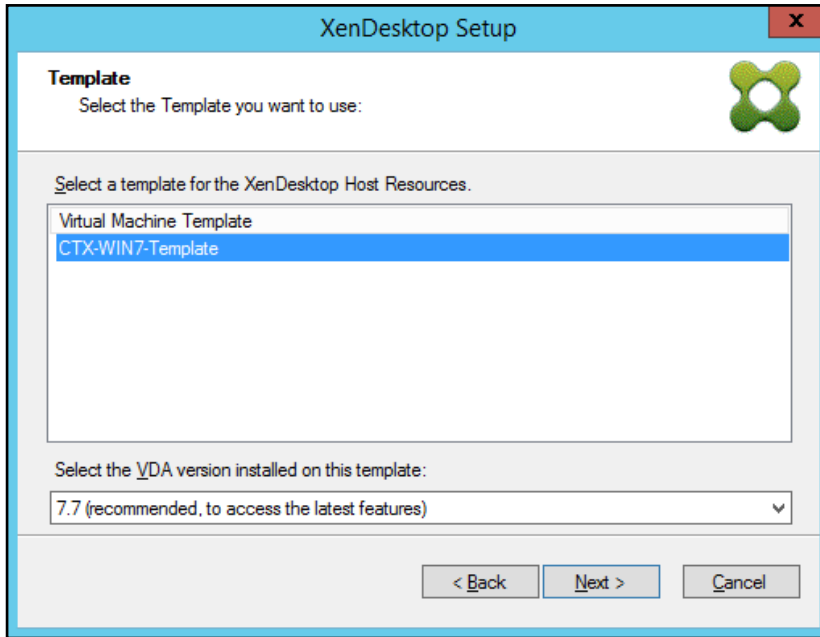 XenDesktop Setup
x
Template
Select the Template you want to use:
Select a template for the XenDesktop Host Resources.
Virtual Machine Template
CTX-WIN7-Template
Select the VDA version installed on this template:
7.7 (recommended, to access the latest features)
< Back
Next >
Cancel